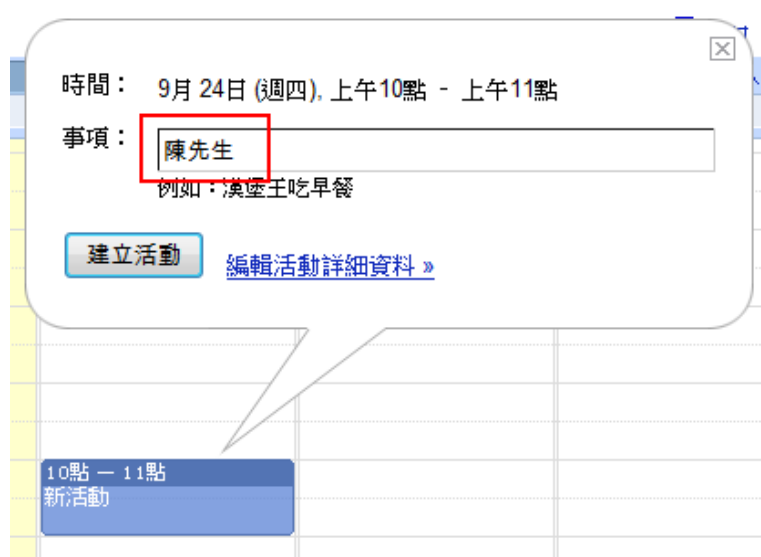 時間： 9月 24日 (週四), 上午10點 - 上午11點
事項： 陳先生
例如：漢堡王吃早餐
建立活動 編輯活動詳細資料 »
10點 — 11點
新活動